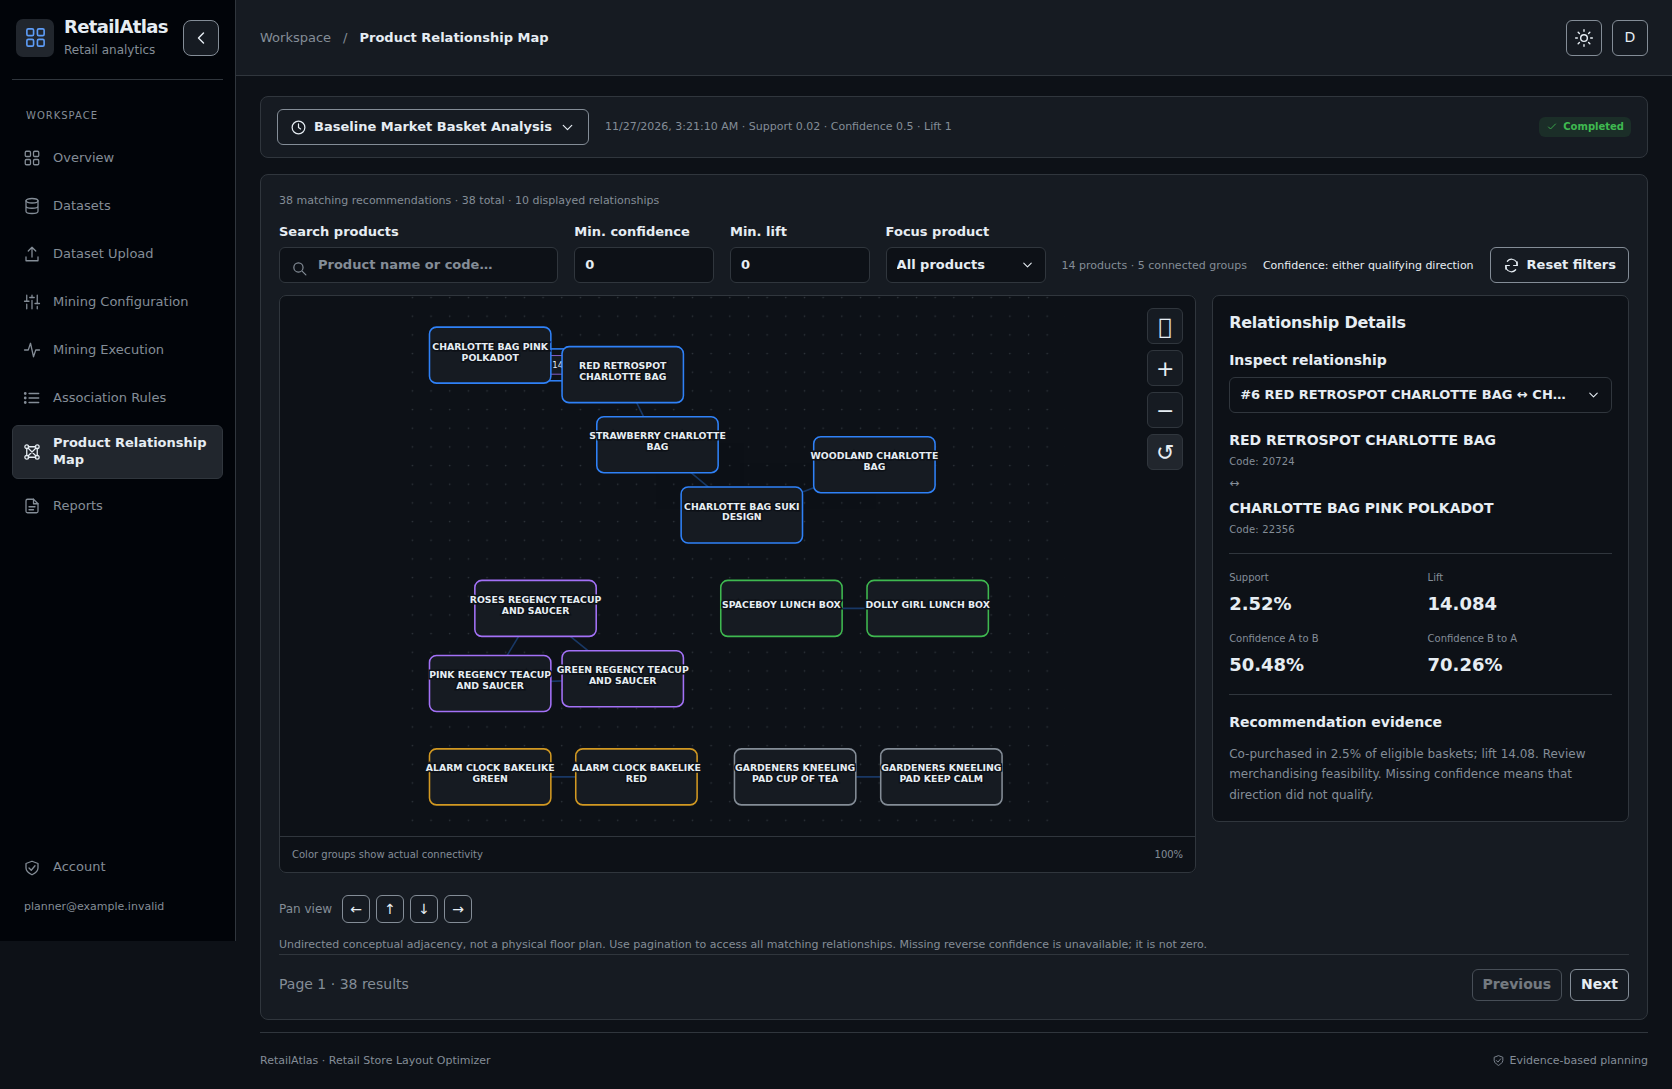 RetailAtlas
Retail analytics
WORKSPACE
Overview
Datasets
Dataset Upload
Mining Configuration
Mining Execution
Association Rules
Product Relationship
Map
Reports
Account
planner@example.invalid
Workspace / Product Relationship Map
D
Baseline Market Basket Analysis
11/27/2026, 3:21:10 AM · Support 0.02 · Confidence 0.5 · Lift 1
Completed
38 matching recommendations · 38 total · 10 displayed relationships
Search products
Product name or code…
Min. confidence
0
Min. lift
0
Focus product
All products
14 products · 5 connected groups
Confidence: either qualifying direction
Reset filters
CHARLOTTE BAG PINK
POLKADOT
14
RED RETROSPOT
CHARLOTTE BAG
STRAWBERRY CHARLOTTE
BAG
WOODLAND CHARLOTTE
BAG
CHARLOTTE BAG SUKI
DESIGN
ROSES REGENCY TEACUP
AND SAUCER
SPACEBOY LUNCH BOX
DOLLY GIRL LUNCH BOX
PINK REGENCY TEACUP
AND SAUCER
GREEN REGENCY TEACUP
AND SAUCER
ALARM CLOCK BAKELIKE
GREEN
ALARM CLOCK BAKELIKE
RED
GARDENERS KNEELING
PAD CUP OF TEA
GARDENERS KNEELING
PAD KEEP CALM
+
−
↺
Color groups show actual connectivity
100%
Relationship Details
Inspect relationship
#6 RED RETROSPOT CHARLOTTE BAG ↔ CH…
RED RETROSPOT CHARLOTTE BAG
Code: 20724
↔
CHARLOTTE BAG PINK POLKADOT
Code: 22356
Support
2.52%
Lift
14.084
Confidence A to B
50.48%
Confidence B to A
70.26%
Recommendation evidence
Co-purchased in 2.5% of eligible baskets; lift 14.08. Review
merchandising feasibility. Missing confidence means that
direction did not qualify.
Pan view ← ↑ ↓ →
Undirected conceptual adjacency, not a physical floor plan. Use pagination to access all matching relationships. Missing reverse confidence is unavailable; it is not zero.
Page 1 · 38 results
Previous
Next
RetailAtlas · Retail Store Layout Optimizer
Evidence-based planning